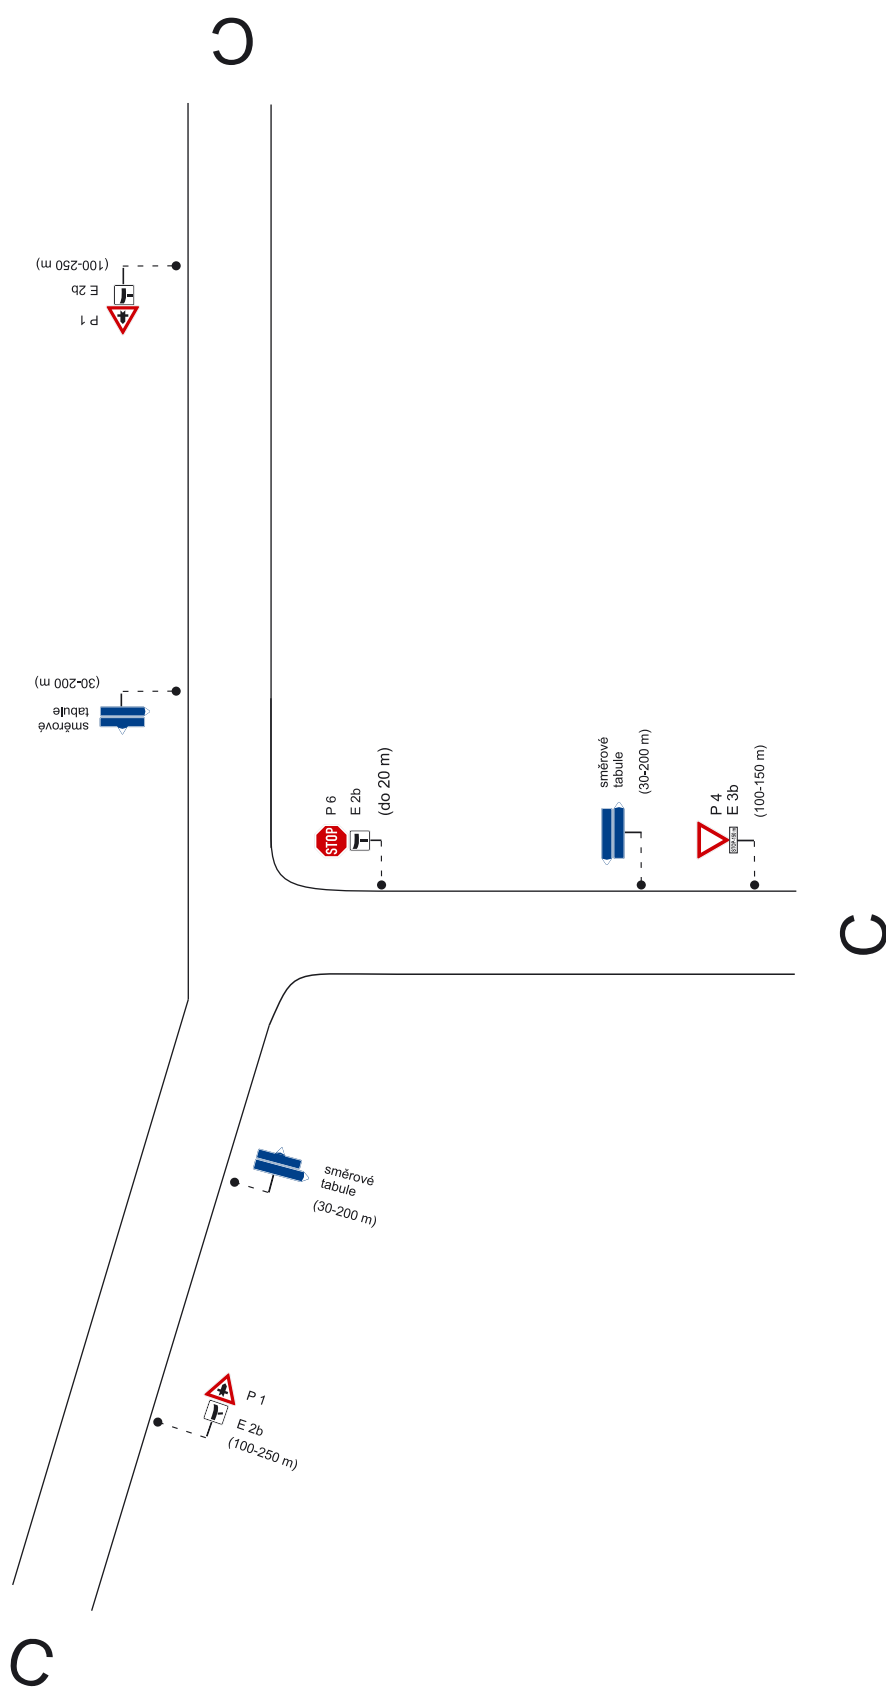 C
(100-250 m)
E 2b
P 1
(30-200 m)
směrové
tabule
STOP
P 6
E 2b
(do 20 m)
směrové
tabule
(30-200 m)
P 4
E 3b
(100-150 m)
C
směrové
tabule
(30-200 m)
P 1
E 2b
(100-250 m)
C